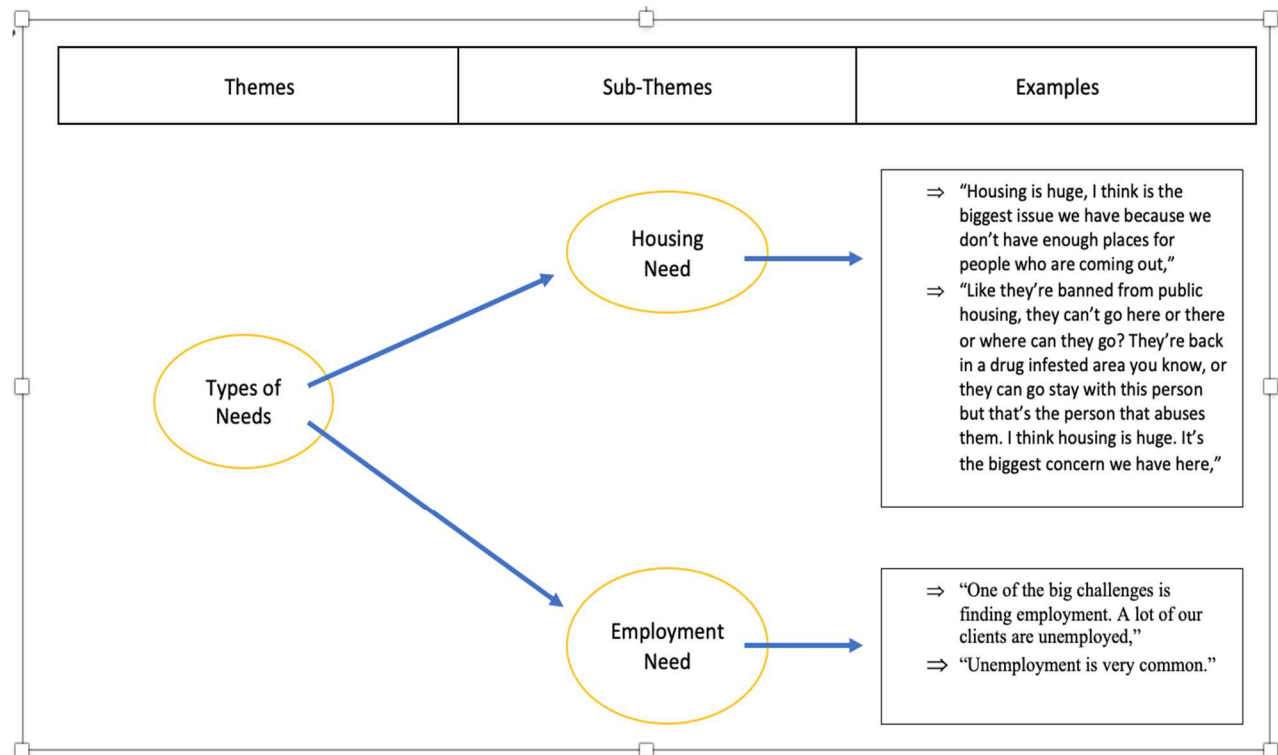 Themes
Sub-Themes
Examples
Types of
Needs
Housing
Need
⇒ “Housing is huge, I think is the
biggest issue we have because we
don’t have enough places for
people who are coming out,”
⇒ “Like they’re banned from public
housing, they can’t go here or there
or where can they go? They’re back
in a drug infested area you know, or
they can go stay with this person
but that’s the person that abuses
them. I think housing is huge. It’s
the biggest concern we have here,”
Employment
Need
⇒ “One of the big challenges is
finding employment. A lot of our
clients are unemployed,”
⇒ “Unemployment is very common.”